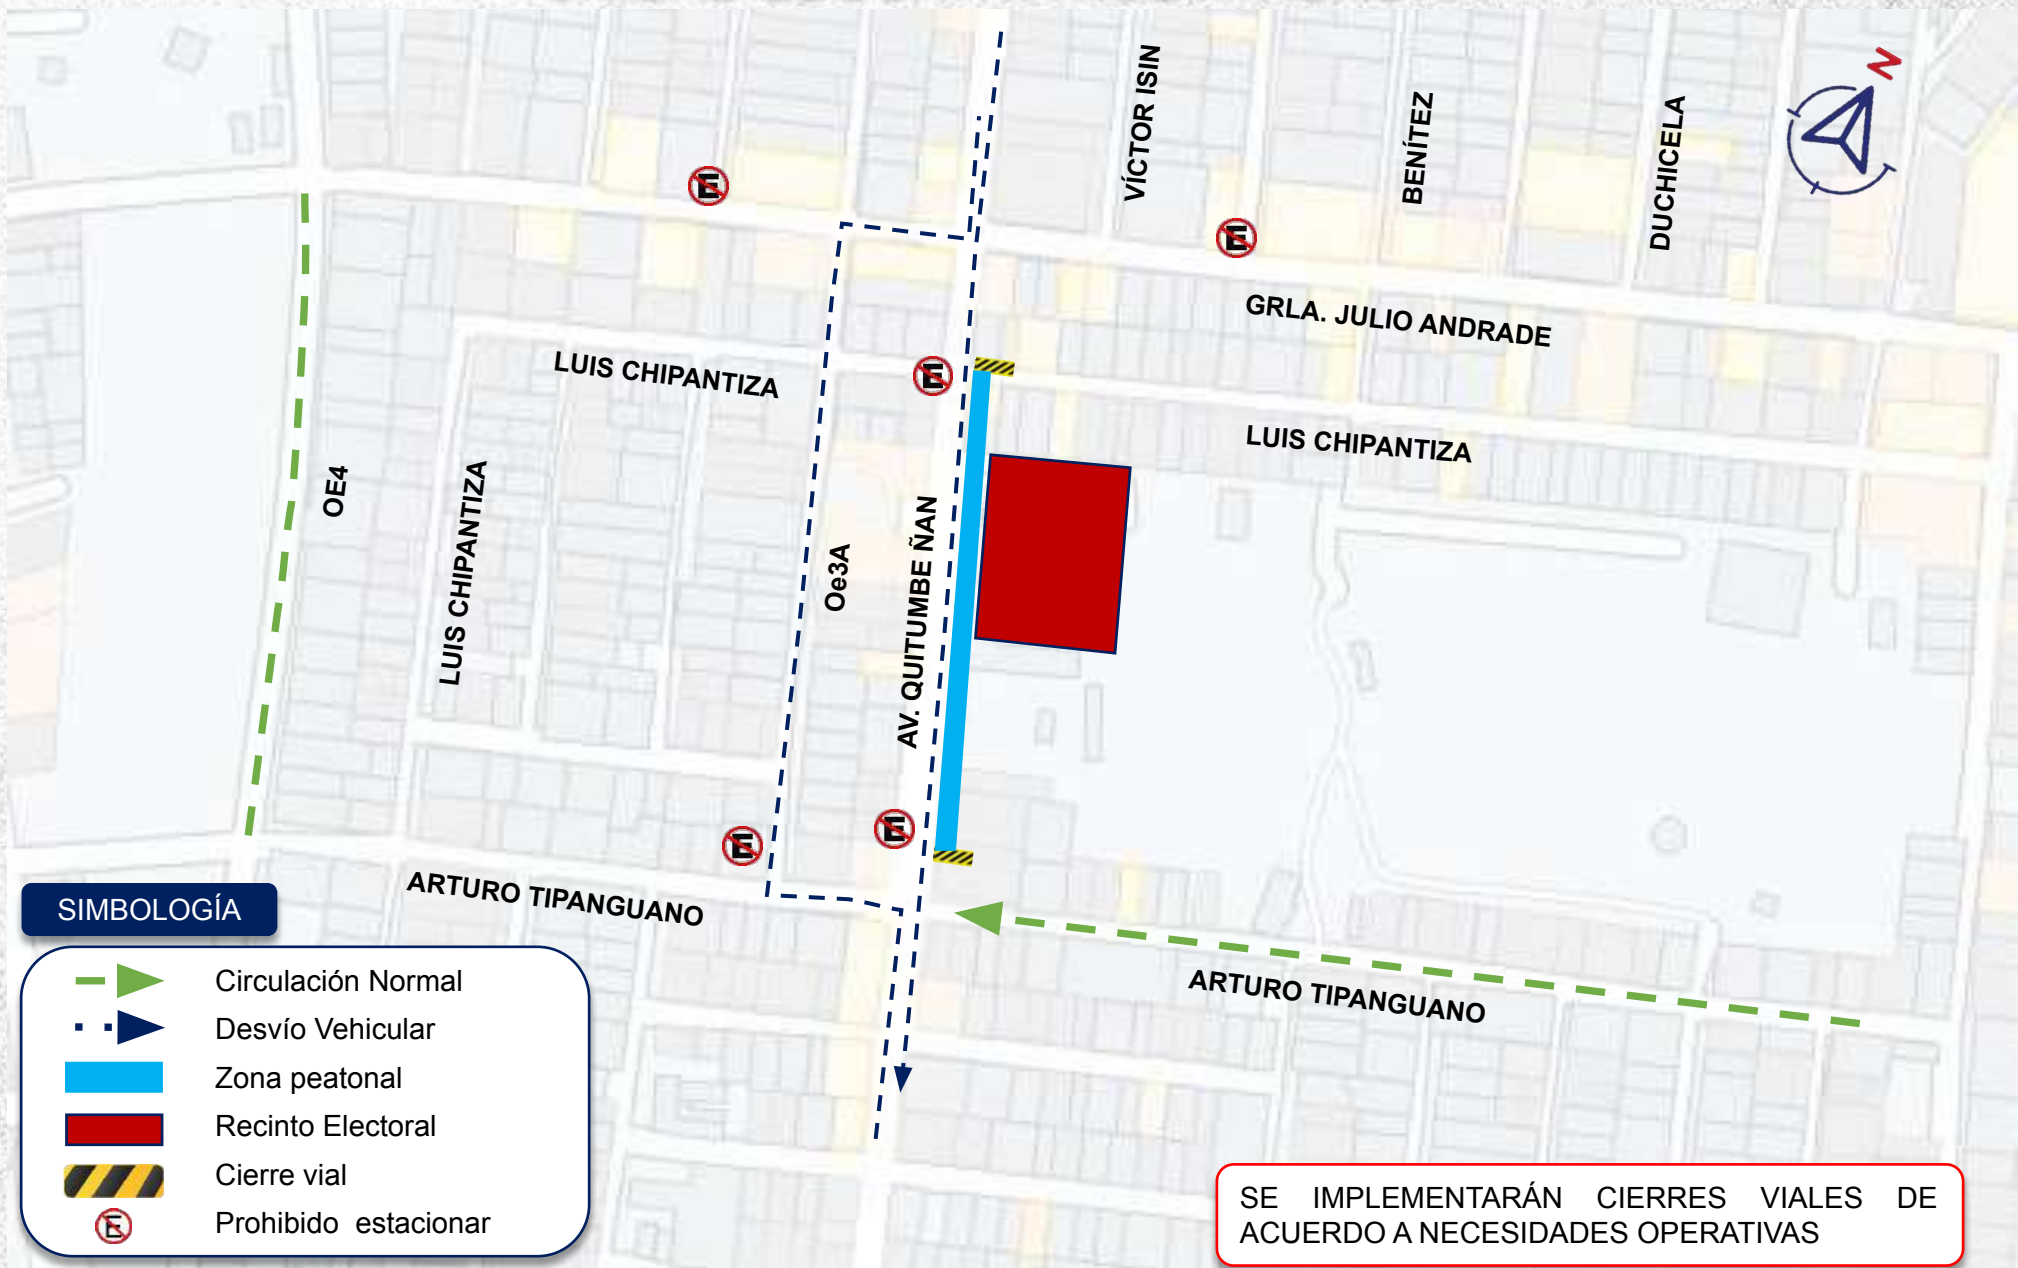 N
VÍCTOR ISIN
BENÍTEZ
DUCHICELA
E
E
GRLA. JULIO ANDRADE
LUIS CHIPANTIZA
E
LUIS CHIPANTIZA
OE4
LUIS CHIPANTIZA
Oe3A
AV. QUITUMBE ÑAN
E
E
ARTURO TIPANGUANO
ARTURO TIPANGUANO
SIMBOLOGÍA
Circulación Normal
Desvío Vehicular
Zona peatonal
Recinto Electoral
Cierre vial
E
Prohibido estacionar
SE IMPLEMENTARÁN CIERRES VIALES DE
ACUERDO A NECESIDADES OPERATIVAS